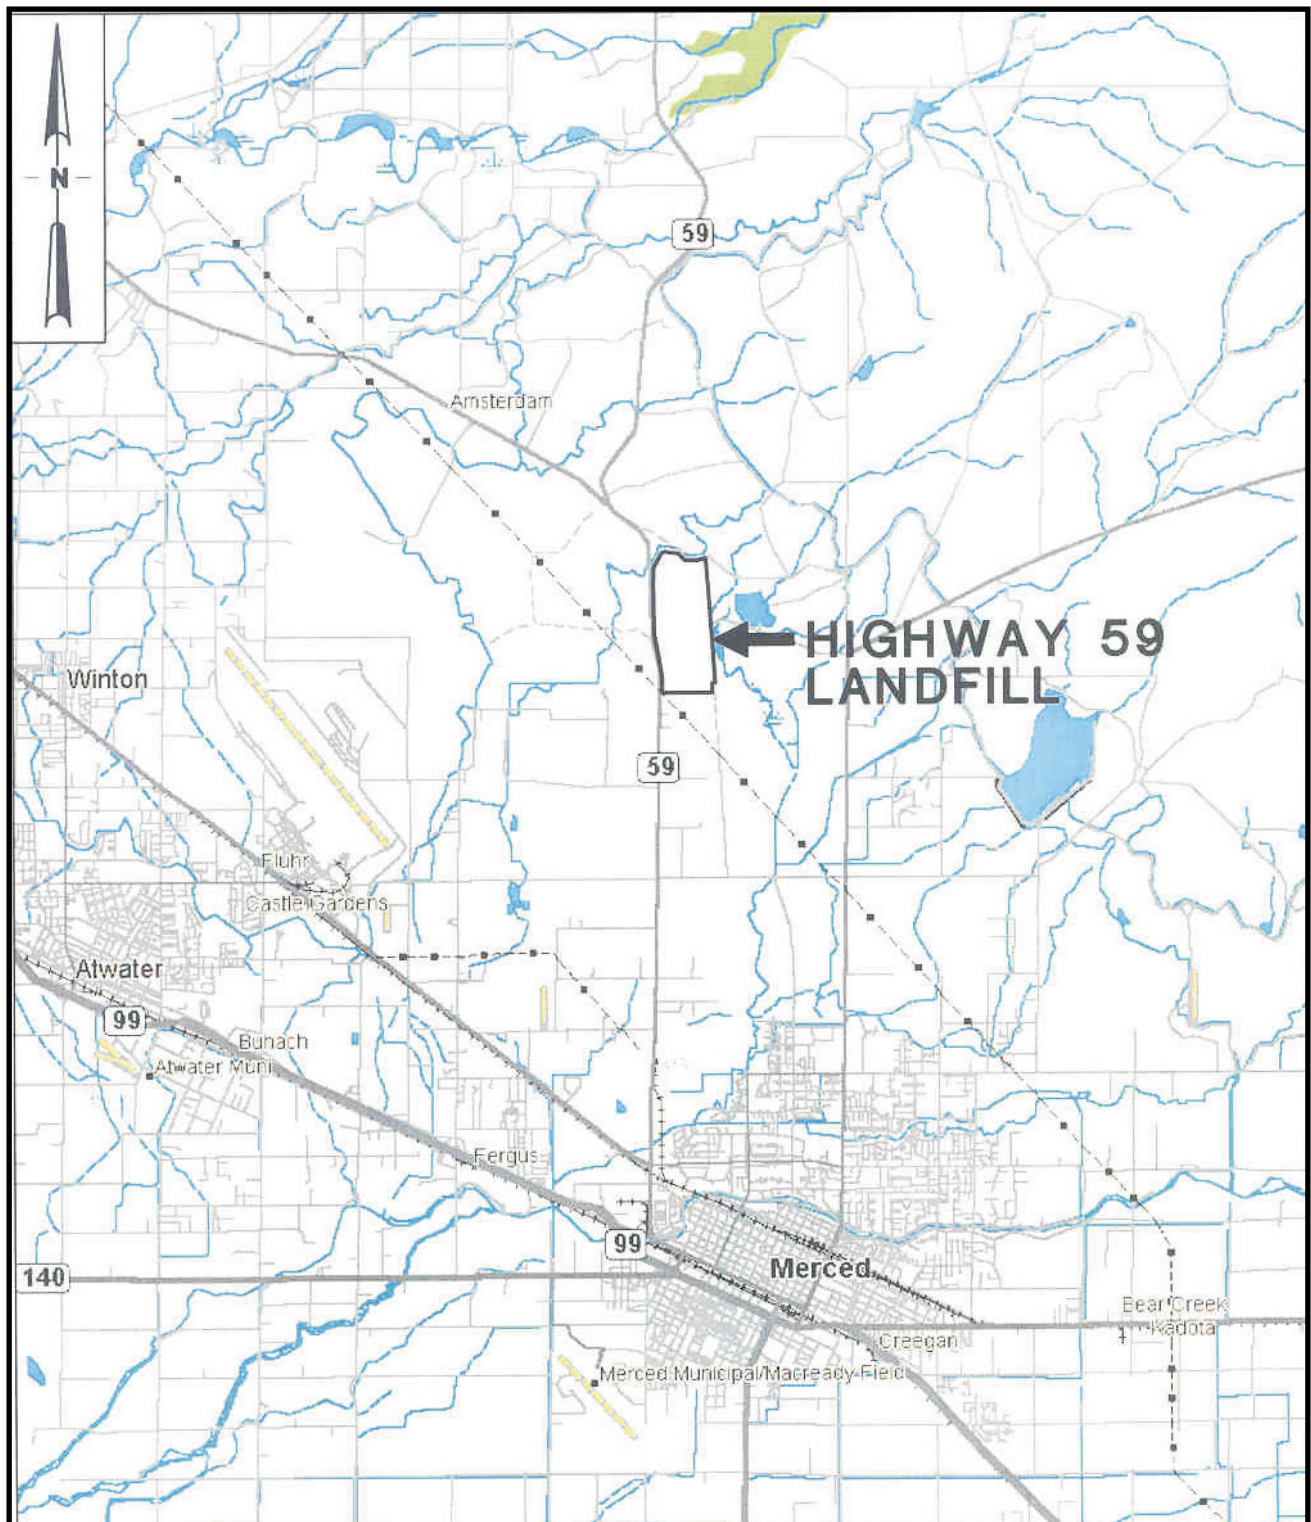 N
59
Amsterdam
HIGHWAY 59
LANDFILL
Winton
59
Fluhr
Castle Gardens
Atwater
99
Buhach
Atwater Muni
Fergus
99
140
Merced
Bear Creek
Kadota
Creegan
Merced Municipal/Macready Field